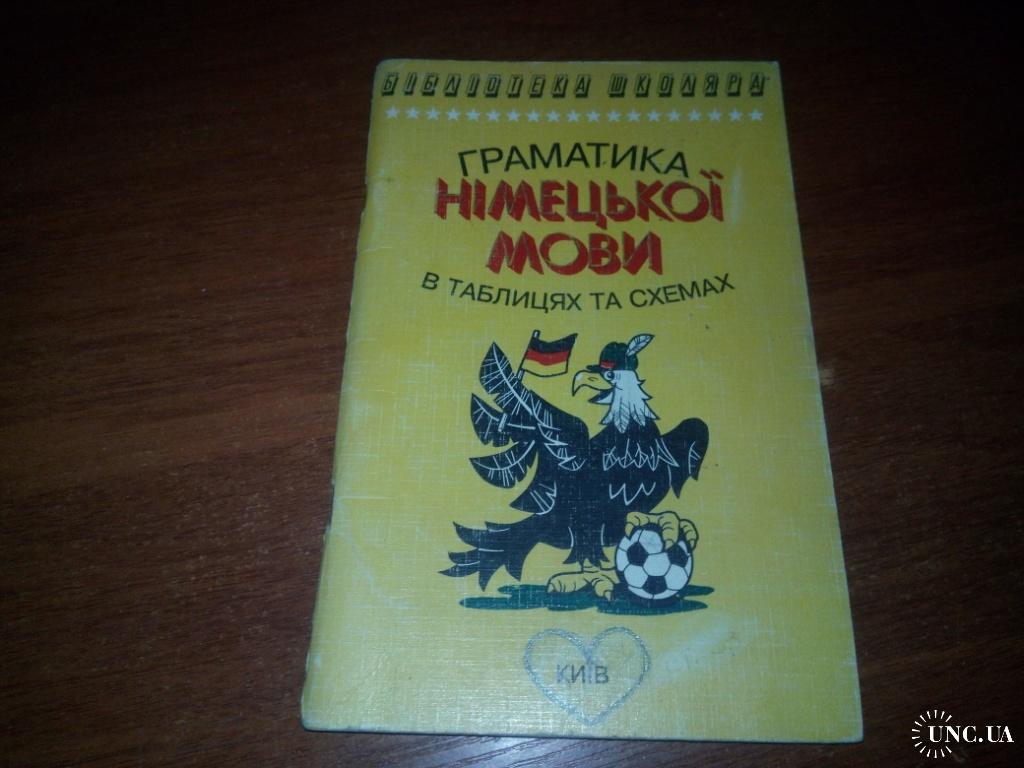 БІБЛІОТЕКА ШКОЛЯРА
ГРАМАТИКА
НІМЕЦЬКОЇ
МОВИ
В ТАБЛИЦЯХ ТА СХЕМАХ
КИЇВ
UNC.UA